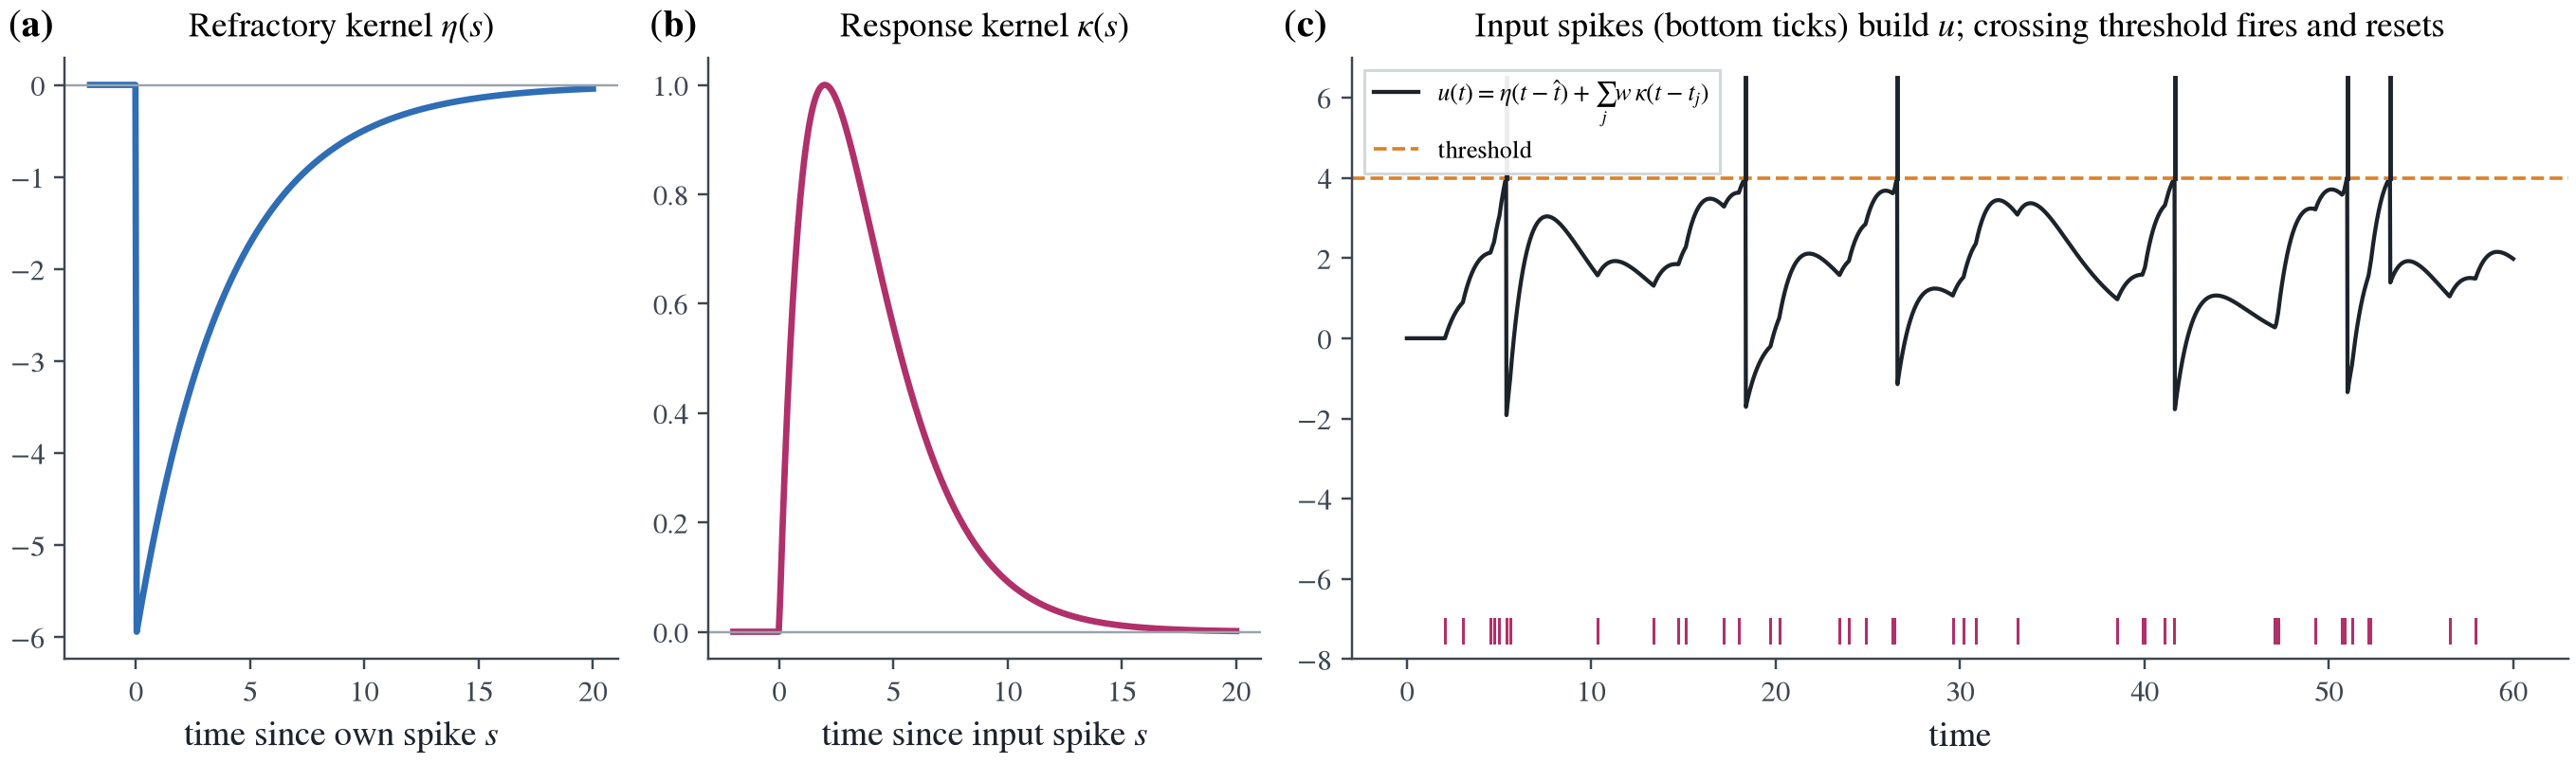 (a) Refractory kernel η(s)
0
−1
−2
−3
−4
−5
−6
0 5 10 15 20
time since own spike s
(b) Response kernel κ(s)
1.0
0.8
0.6
0.4
0.2
0.0
0 5 10 15 20
time since input spike s
(c) Input spikes (bottom ticks) build u; crossing threshold fires and resets
u(t) = η(t − t̂) + ∑j w κ(t − tj)
threshold
6
4
2
0
−2
−4
−6
−8
0 10 20 30 40 50 60
time